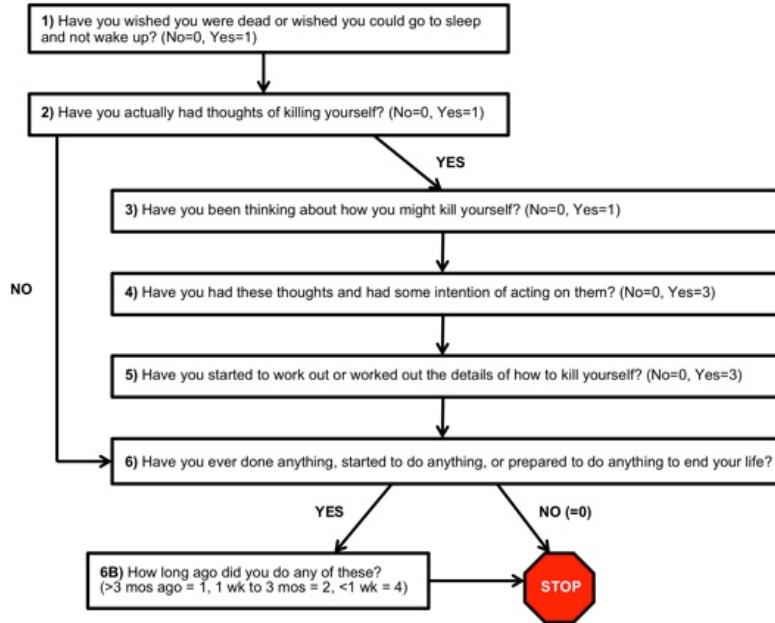 1) Have you wished you were dead or wished you could go to sleep
and not wake up? (No=0, Yes=1)
2) Have you actually had thoughts of killing yourself? (No=0, Yes=1)
YES
3) Have you been thinking about how you might kill yourself? (No=0, Yes=1)
NO
4) Have you had these thoughts and had some intention of acting on them? (No=0, Yes=3)
5) Have you started to work out or worked out the details of how to kill yourself? (No=0, Yes=3)
6) Have you ever done anything, started to do anything, or prepared to do anything to end your life?
YES
NO (=0)
6B) How long ago did you do any of these?
(>3 mos ago = 1, 1 wk to 3 mos = 2, <1 wk = 4)
STOP